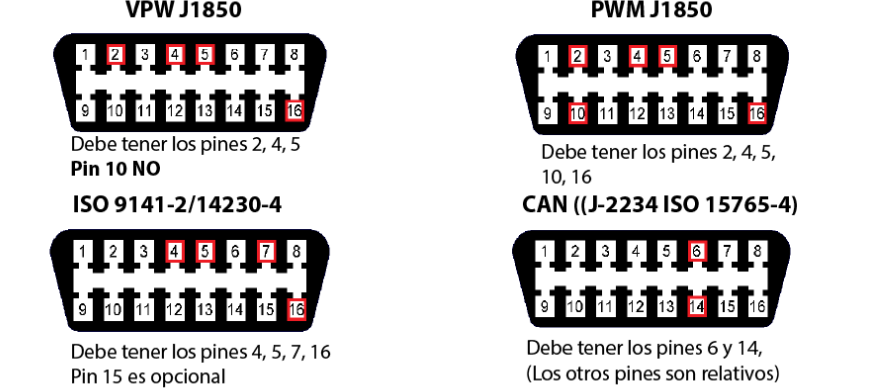 VPW J1850
1 2 3 4 5 6 7 8
9 10 11 12 13 14 15 16
Debe tener los pines 2, 4, 5
Pin 10 NO
PWM J1850
1 2 3 4 5 6 7 8
9 10 11 12 13 14 15 16
Debe tener los pines 2, 4, 5,
10, 16
ISO 9141-2/14230-4
1 2 3 4 5 6 7 8
9 10 11 12 13 14 15 16
Debe tener los pines 4, 5, 7, 16
Pin 15 es opcional
CAN ((J-2234 ISO 15765-4)
1 2 3 4 5 6 7 8
9 10 11 12 13 14 15 16
Debe tener los pines 6 y 14,
(Los otros pines son relativos)